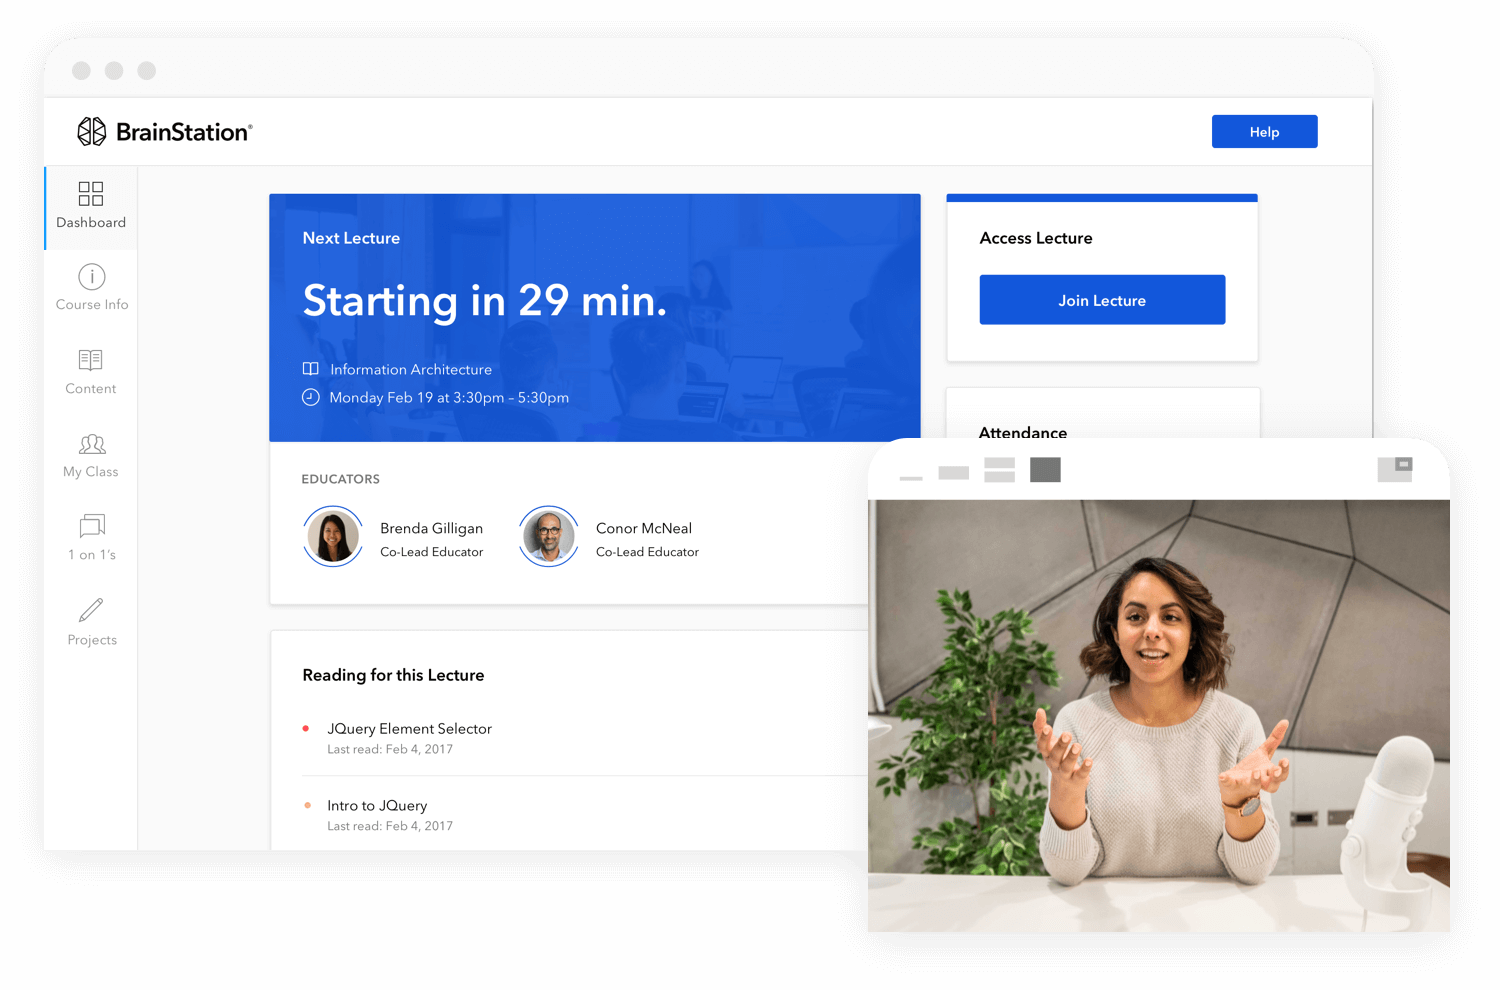 BrainStation®
Help
Dashboard
Course Info
Content
My Class
1 on 1's
Projects
Next Lecture
Starting in 29 min.
Information Architecture
Monday Feb 19 at 3:30pm – 5:30pm
Access Lecture
Join Lecture
Attendance
EDUCATORS
Brenda Gilligan
Co-Lead Educator
Conor McNeal
Co-Lead Educator
Reading for this Lecture
JQuery Element Selector
Last read: Feb 4, 2017
Intro to JQuery
Last read: Feb 4, 2017